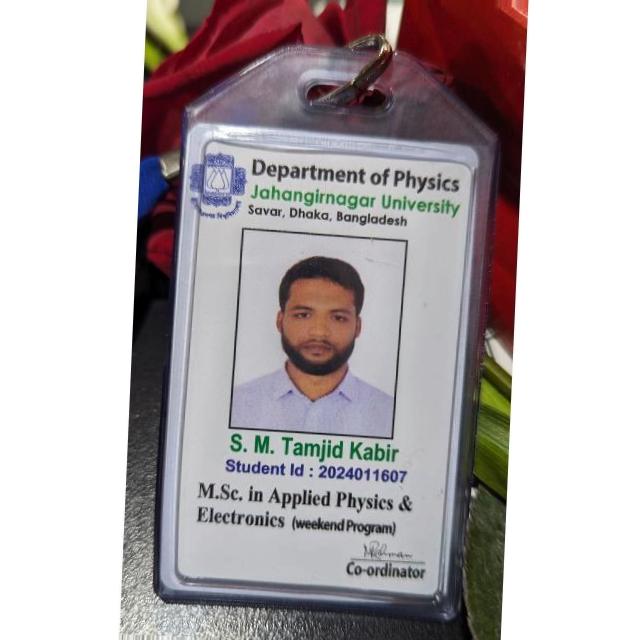 Department of Physics
Jahangirnagar University
Savar, Dhaka, Bangladesh
S. M. Tamjid Kabir
Student Id : 2024011607
M.Sc. in Applied Physics &
Electronics (weekend Program)
Co-ordinator